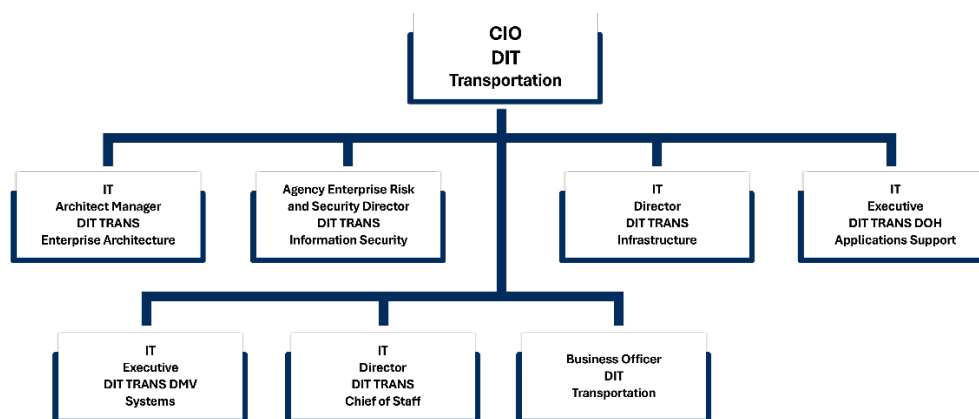 CIO
DIT
Transportation
IT
Architect Manager
DIT TRANS
Enterprise Architecture
Agency Enterprise Risk
and Security Director
DIT TRANS
Information Security
IT
Director
DIT TRANS
Infrastructure
IT
Executive
DIT TRANS DOH
Applications Support
IT
Executive
DIT TRANS DMV
Systems
IT
Director
DIT TRANS
Chief of Staff
Business Officer
DIT
Transportation